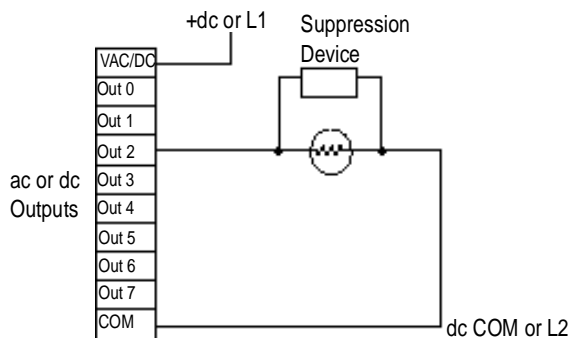 +dc or L1
Suppression
Device
VAC/DC
Out 0
Out 1
Out 2
Out 3
Out 4
Out 5
Out 6
Out 7
COM
ac or dc
Outputs
dc COM or L2